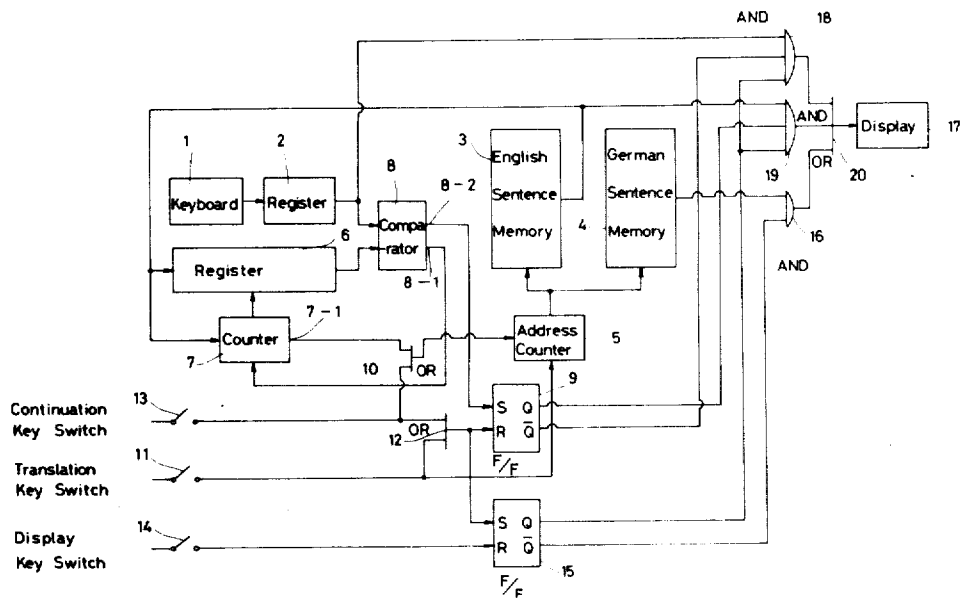 AND 18
1 2 3 English German AND Display 17
8 8-2
Keyboard Register Compa Sentence Sentence OR
19 20
6 rator Memory 4 Memory 16
Register 8-1 AND
7-1
Counter Address 5
7 10 OR Counter
13 9
Continuation
Key Switch OR S Q
12 R Q̅
11 F/F
Translation
Key Switch
14 S Q
Display R Q̅
Key Switch 15
F/F